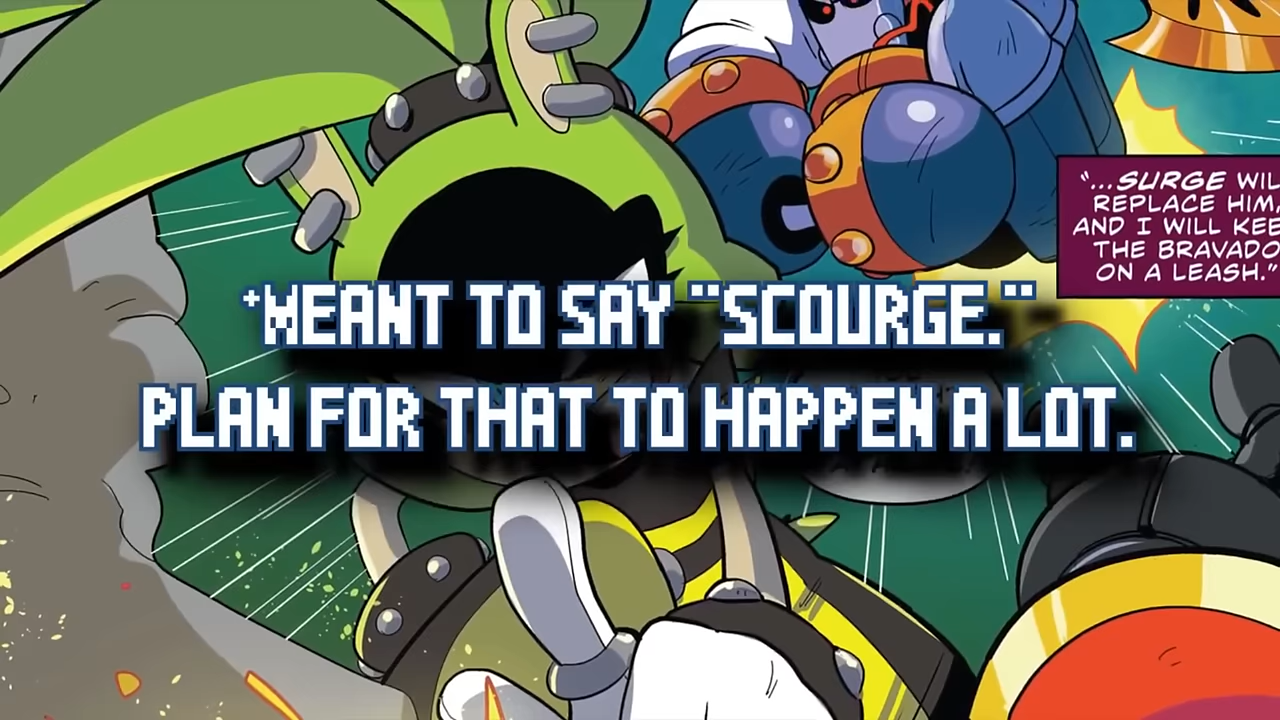 "...SURGE WIL
REPLACE HIM,
AND I WILL KEE
THE BRAVADO
ON A LEASH."
*MEANT TO SAY "SCOURGE."
PLAN FOR THAT TO HAPPEN A LOT.